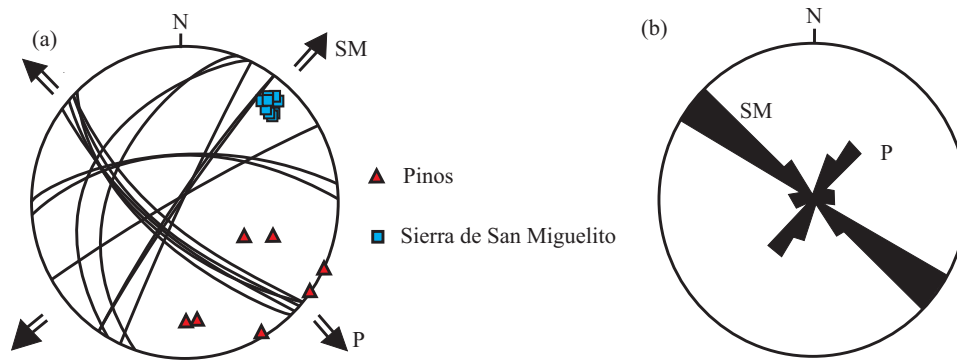 (a)
N
SM
Pinos
Sierra de San Miguelito
P
(b)
N
SM
P